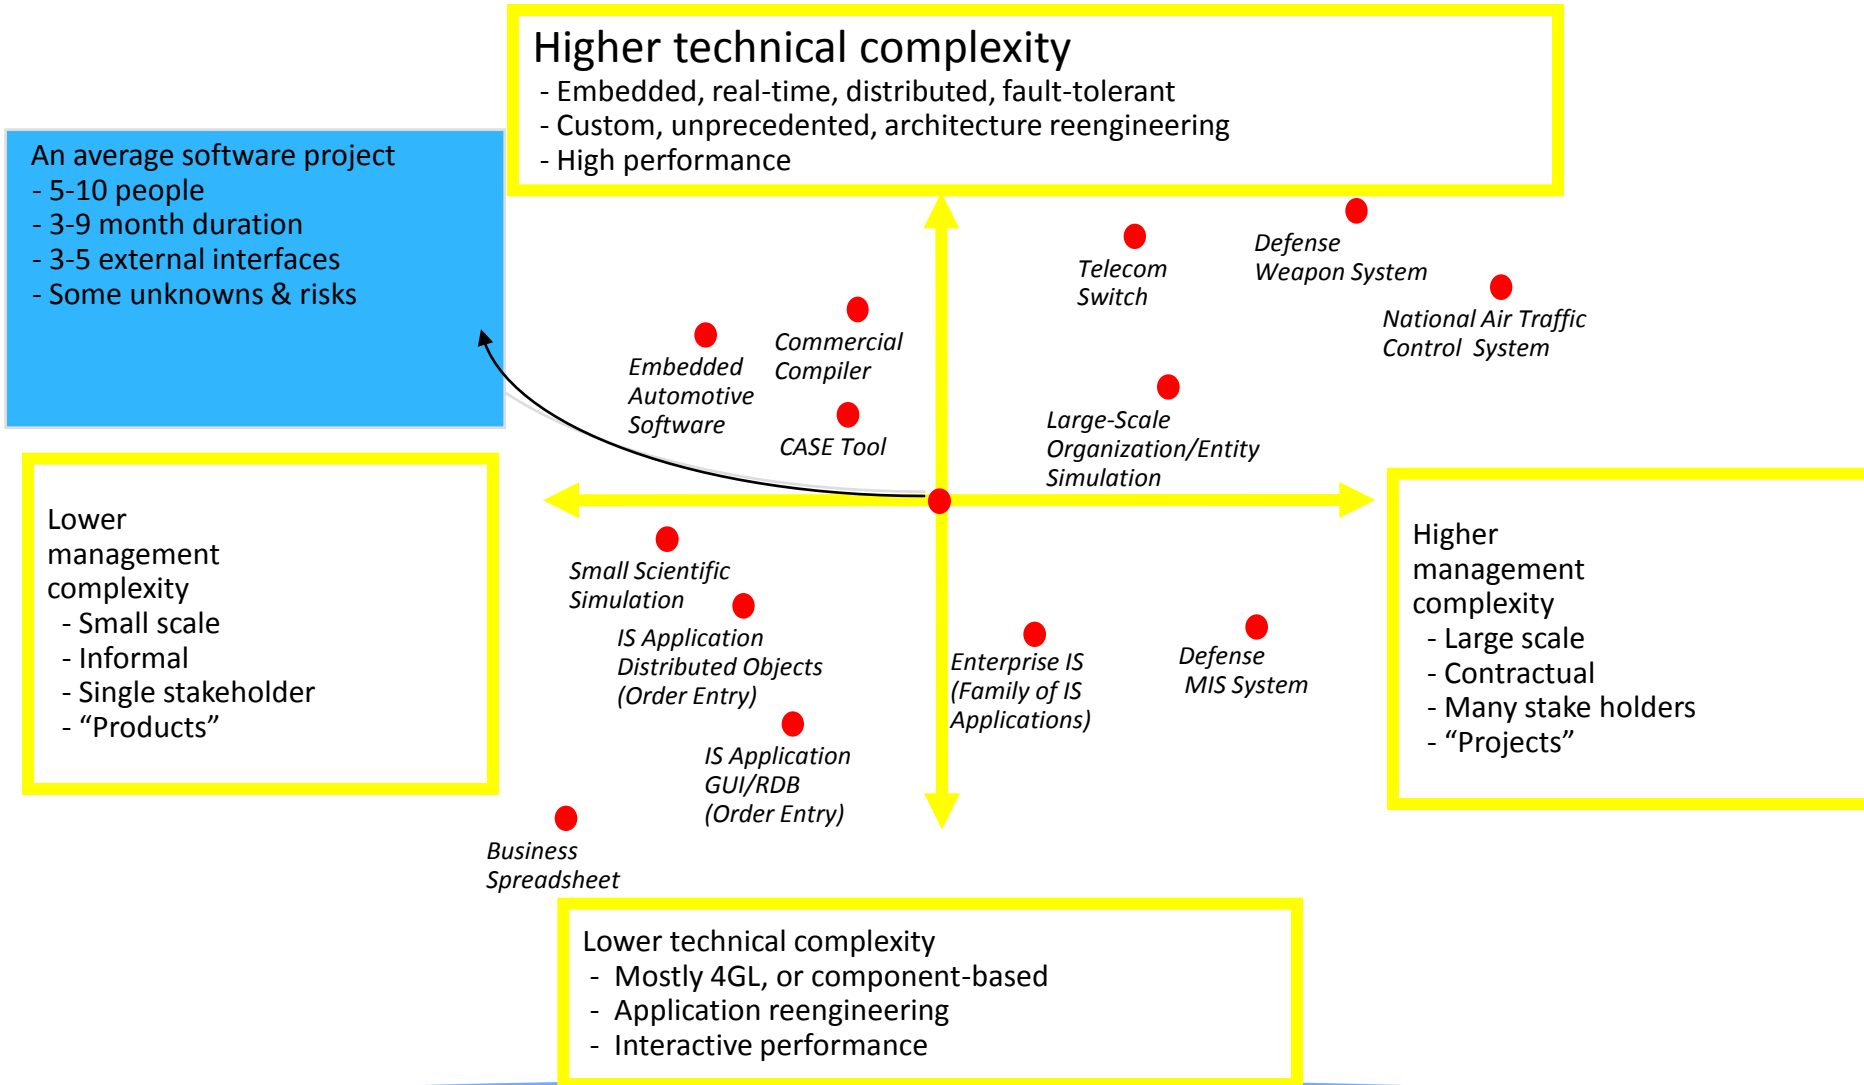 Higher technical complexity
- Embedded, real-time, distributed, fault-tolerant
- Custom, unprecedented, architecture reengineering
- High performance
An average software project
- 5-10 people
- 3-9 month duration
- 3-5 external interfaces
- Some unknowns & risks
Telecom
Switch
Defense
Weapon System
National Air Traffic
Control System
Commercial
Compiler
Embedded
Automotive
Software
CASE Tool
Large-Scale
Organization/Entity
Simulation
Lower
management
complexity
- Small scale
- Informal
- Single stakeholder
- “Products”
Higher
management
complexity
- Large scale
- Contractual
- Many stake holders
- “Projects”
Small Scientific
Simulation
IS Application
Distributed Objects
(Order Entry)
Enterprise IS
(Family of IS
Applications)
Defense
MIS System
IS Application
GUI/RDB
(Order Entry)
Business
Spreadsheet
Lower technical complexity
- Mostly 4GL, or component-based
- Application reengineering
- Interactive performance